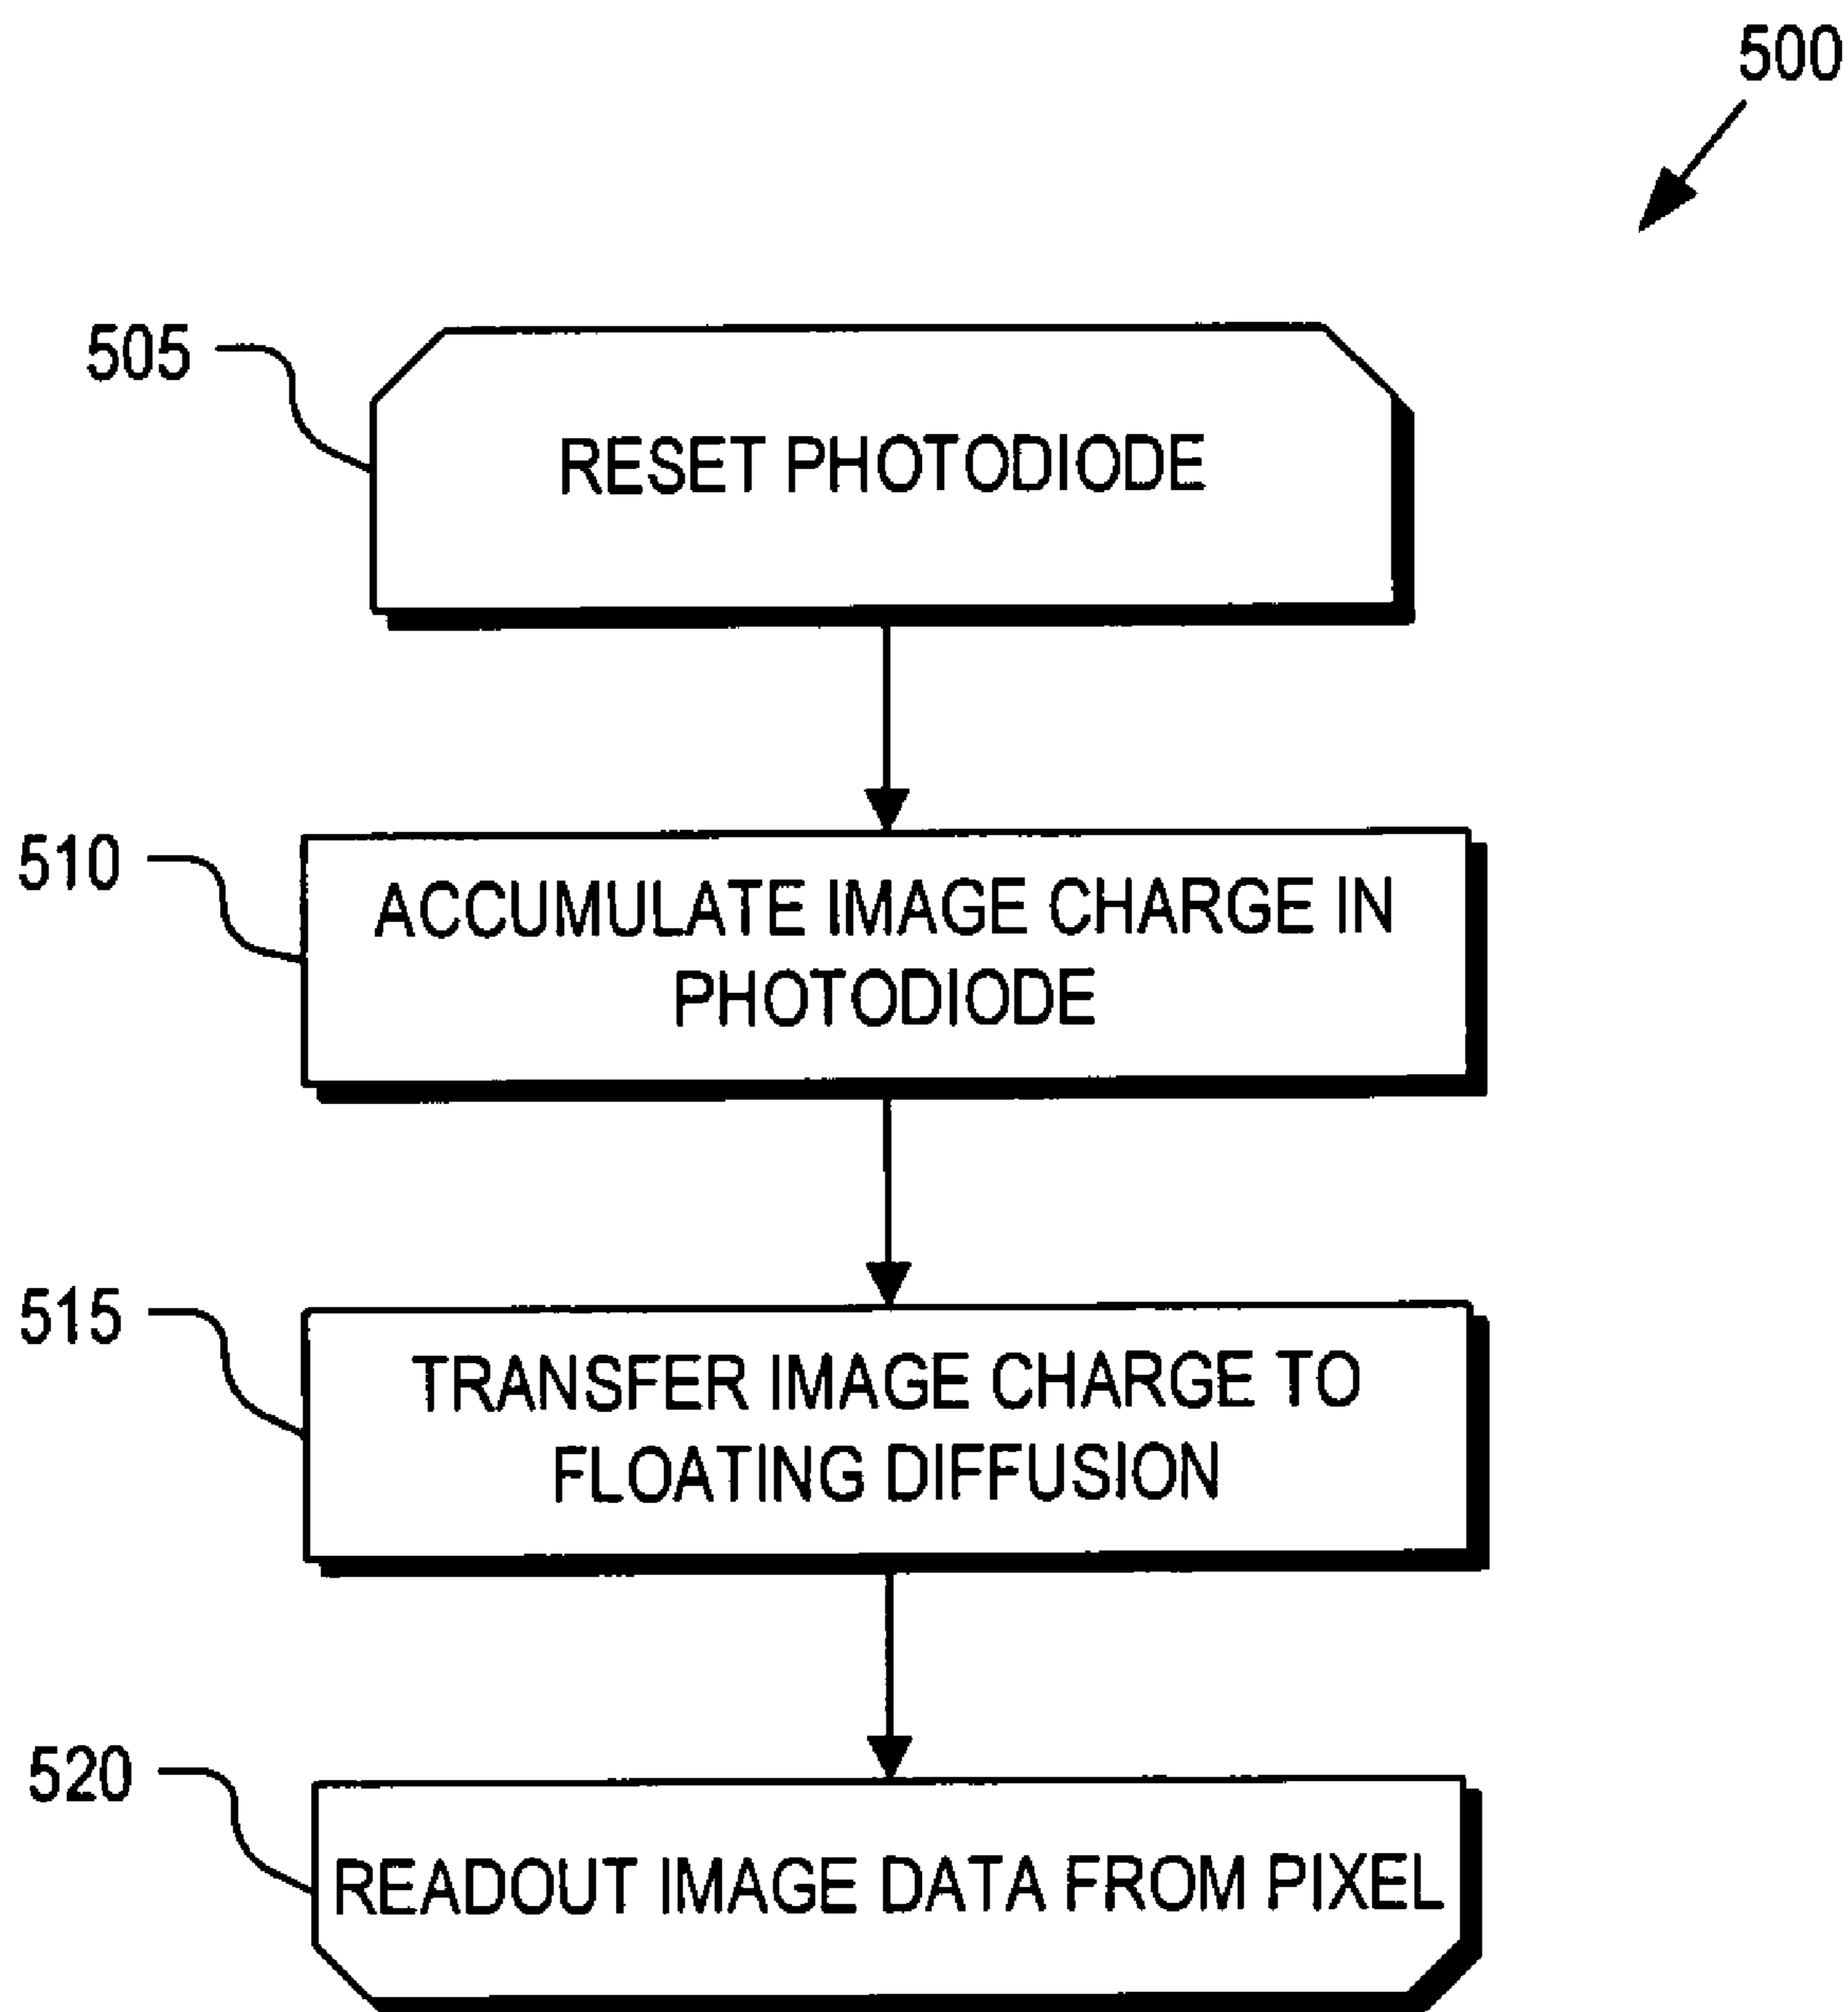 500
505
RESET PHOTODIODE
510
ACCUMULATE IMAGE CHARGE IN
PHOTODIODE
515
TRANSFER IMAGE CHARGE TO
FLOATING DIFFUSION
520
READOUT IMAGE DATA FROM PIXEL